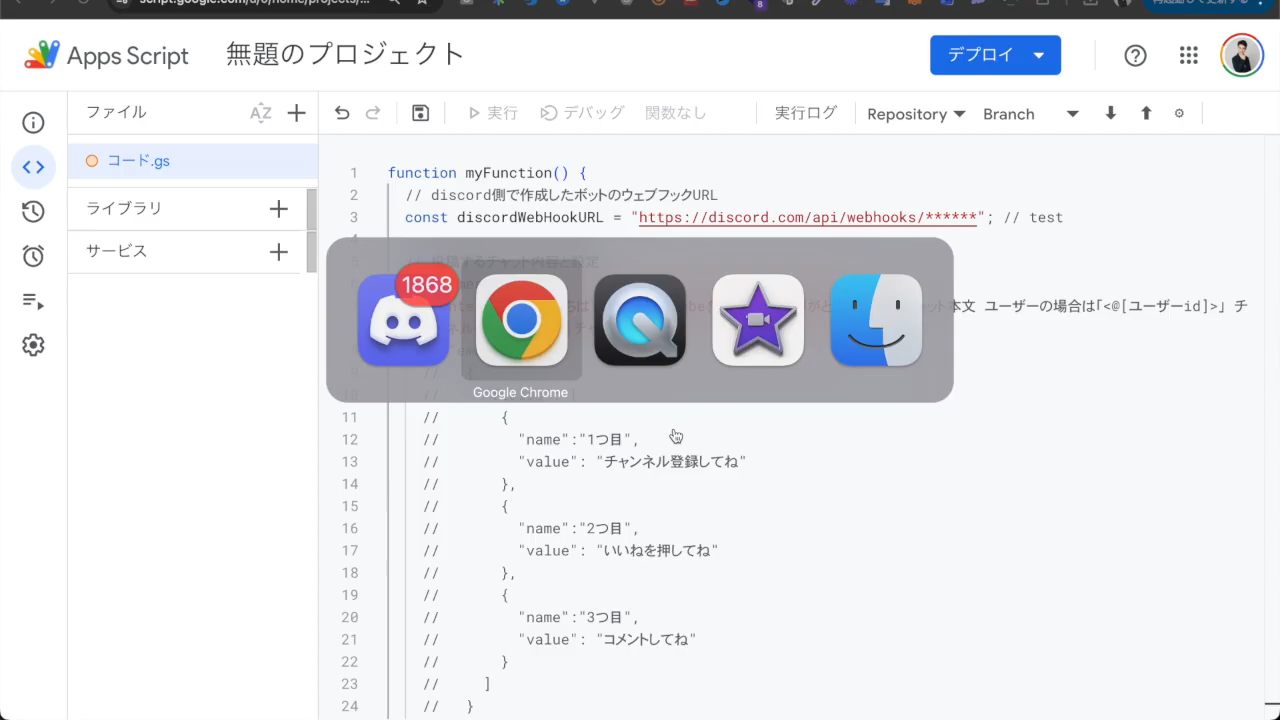 Apps Script
無題のプロジェクト
デプロイ
ファイル
AZ
コード.gs
ライブラリ
サービス
実行
デバッグ
関数なし
実行ログ
Repository
Branch
1 function myFunction() {
2 // discord側で作成したボットのウェブフックURL
3 const discordWebHookURL = "https://discord.com/api/webhooks/******"; // test
本文 ユーザーの場合は「<@[ユーザーid]>」チ
1868
Google Chrome
11 // {
12 // "name":"1つ目",
13 // "value": "チャンネル登録してね"
14 // },
15 // {
16 // "name":"2つ目",
17 // "value": "いいねを押してね"
18 // },
19 // {
20 // "name":"3つ目",
21 // "value": "コメントしてね"
22 // }
23 // ]
24 // }